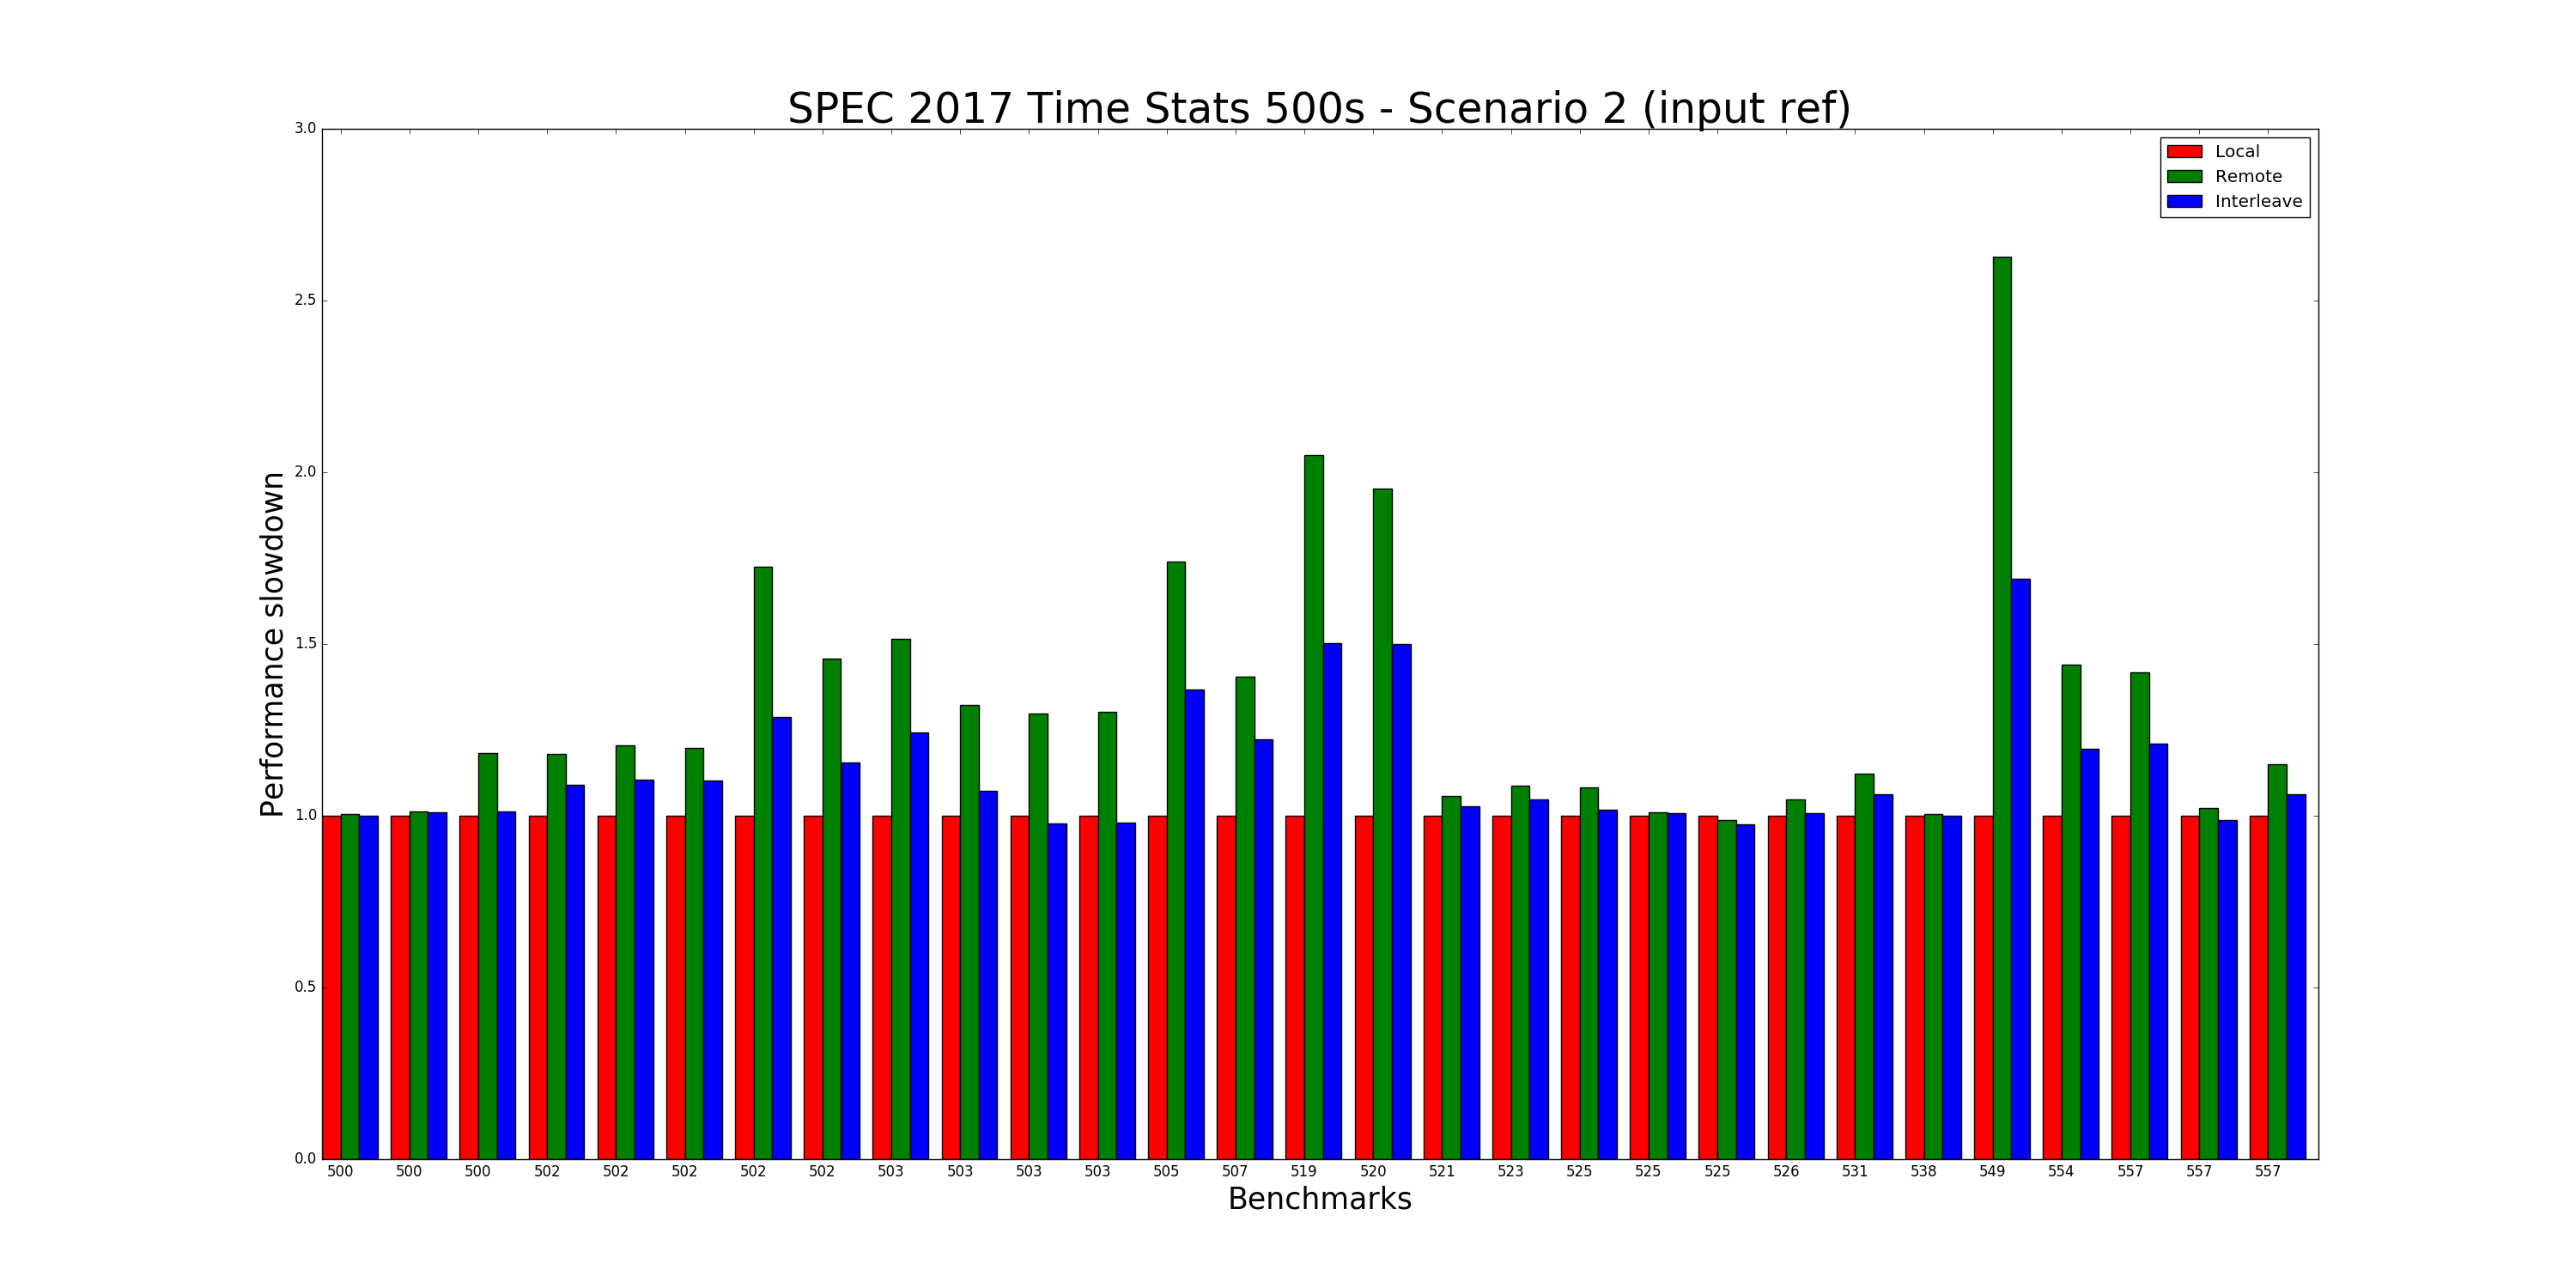 SPEC 2017 Time Stats 500s - Scenario 2 (input ref)
Local
Remote
Interleave
Performance slowdown
3.0
2.5
2.0
1.5
1.0
0.5
0.0
500 500 500 502 502 502 502 502 503 503 503 503 505 507 519 520 521 523 525 525 525 526 531 538 549 554 557 557 557
Benchmarks